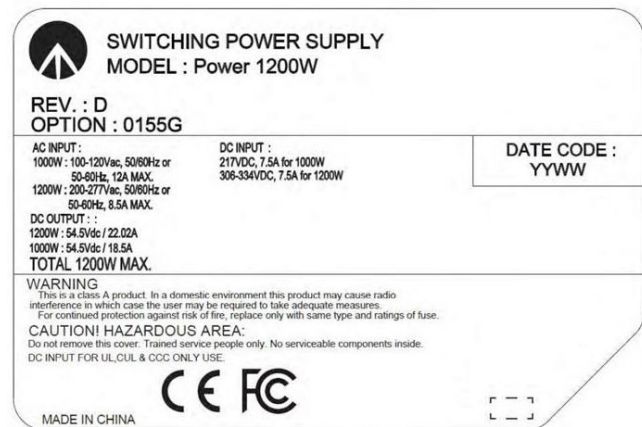 SWITCHING POWER SUPPLY
MODEL : Power 1200W
REV. : D
OPTION : 0155G
AC INPUT :
1000W : 100-120Vac, 50/60Hz or
50-60Hz, 12A MAX.
1200W : 200-277Vac, 50/60Hz or
50-60Hz, 8.5A MAX.
DC OUTPUT : :
1200W : 54.5Vdc / 22.02A
1000W : 54.5Vdc / 18.5A
TOTAL 1200W MAX.
DC INPUT :
217VDC, 7.5A for 1000W
306-334VDC, 7.5A for 1200W
DATE CODE :
YYWW
WARNING
This is a class A product. In a domestic environment this product may cause radio
interference in which case the user may be required to take adequate measures.
For continued protection against risk of fire, replace only with same type and ratings of fuse.
CAUTION! HAZARDOUS AREA:
Do not remove this cover. Trained service people only. No serviceable components inside.
DC INPUT FOR UL,CUL & CCC ONLY USE.
CE FC
MADE IN CHINA